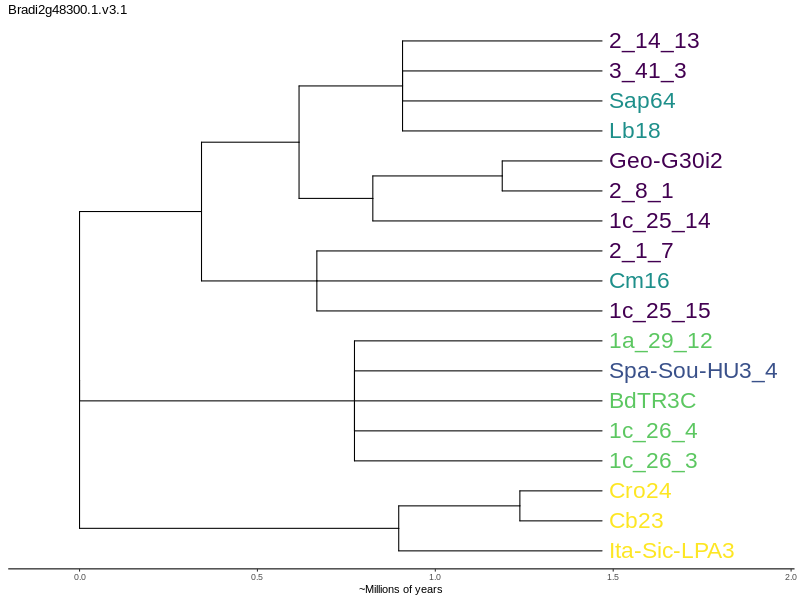 Bradi2g48300.1.v3.1
2_14_13
3_41_3
Sap64
Lb18
Geo-G30i2
2_8_1
1c_25_14
2_1_7
Cm16
1c_25_15
1a_29_12
Spa-Sou-HU3_4
BdTR3C
1c_26_4
1c_26_3
Cro24
Cb23
Ita-Sic-LPA3
0.0 0.5 1.0 1.5 2.0
~Millions of years